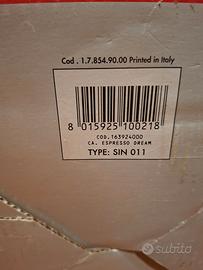 Cod . 1.7.854.90.00 Printed in Italy
8 015925 100218
COD.163924000
CA. ESPRESSO DREAM
TYPE: SIN 011
subito